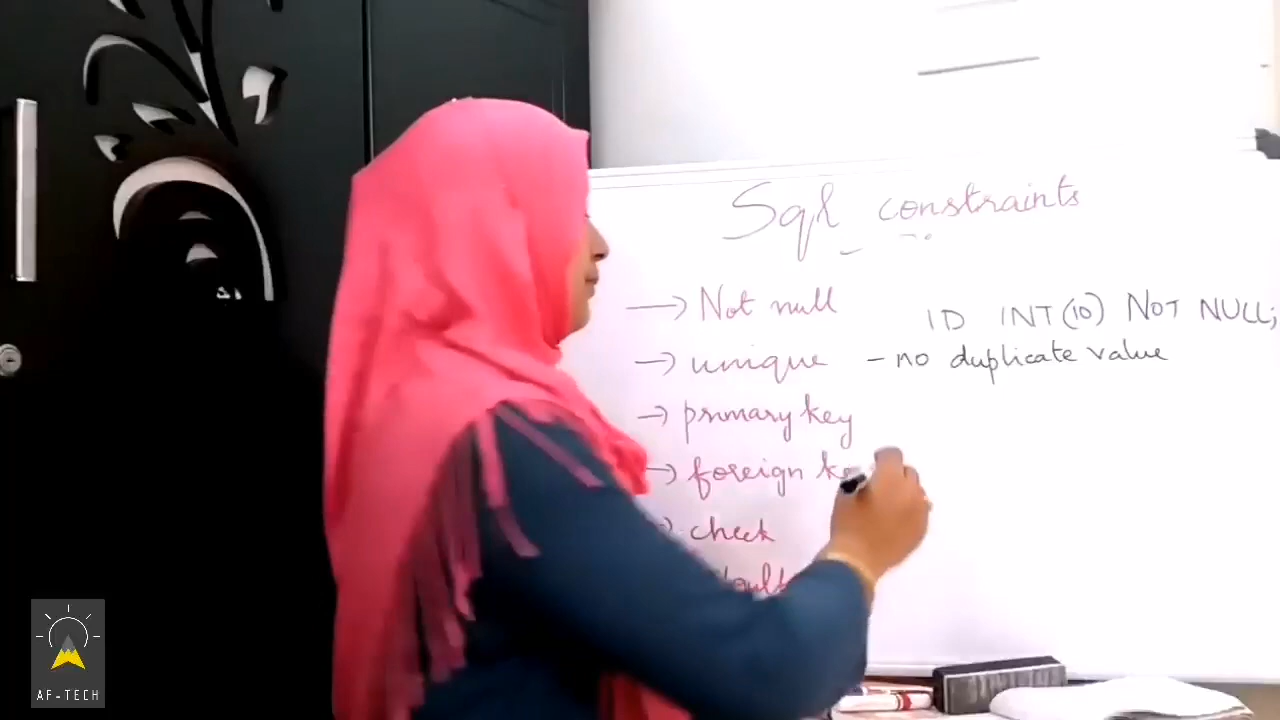 Sql constraints
→ Not null ID INT(10) NOT NULL;
→ unique - no duplicate value
→ primary key
→ foreign
→ check
AF-TECH